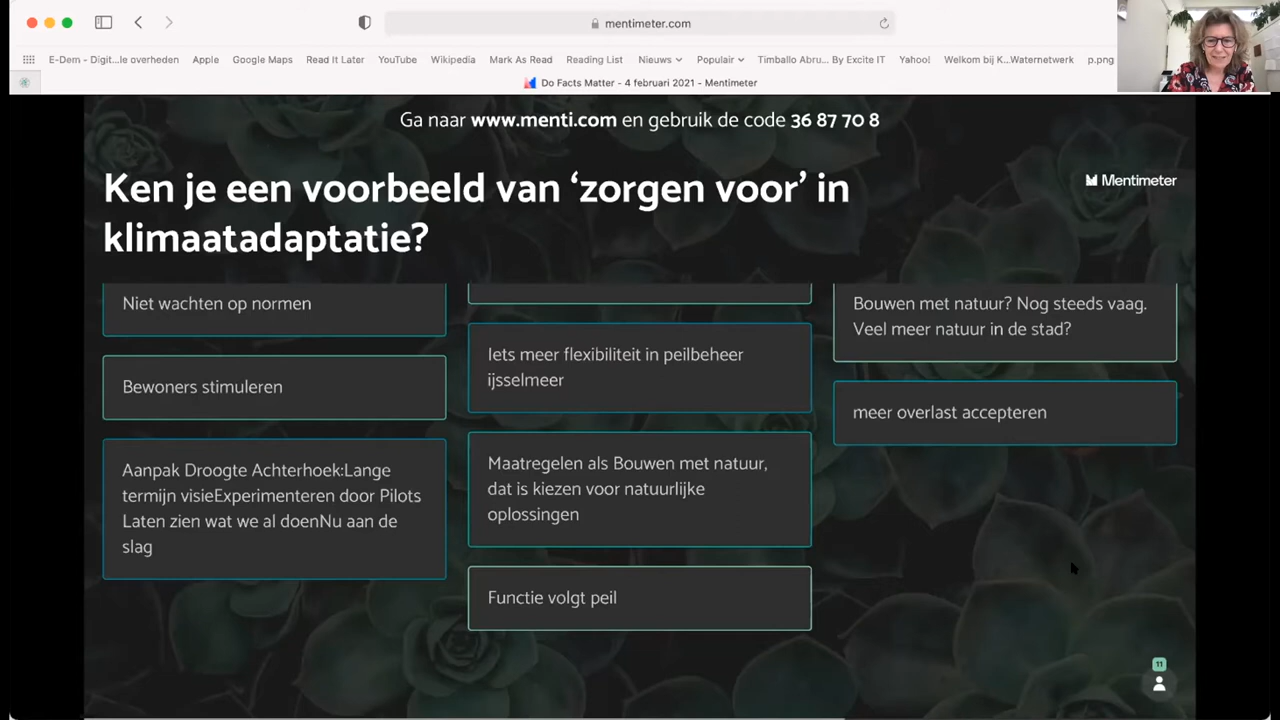 mentimeter.com
E-Dem - Digit...le overheden Apple Google Maps Read It Later YouTube Wikipedia Mark As Read Reading List Nieuws Populair Timballo Abru... By Excite IT Yahoo! Welkom bij K...Waternetwerk p.png
Do Facts Matter - 4 februari 2021 - Mentimeter
Ga naar www.menti.com en gebruik de code 36 87 70 8
Ken je een voorbeeld van ‘zorgen voor’ in
klimaatadaptatie?
Mentimeter
Niet wachten op normen
Bewoners stimuleren
Aanpak Droogte Achterhoek:Lange
termijn visieExperimenteren door Pilots
Laten zien wat we al doenNu aan de
slag
Iets meer flexibiliteit in peilbeheer
ijsselmeer
Maatregelen als Bouwen met natuur,
dat is kiezen voor natuurlijke
oplossingen
Functie volgt peil
Bouwen met natuur? Nog steeds vaag.
Veel meer natuur in de stad?
meer overlast accepteren
11